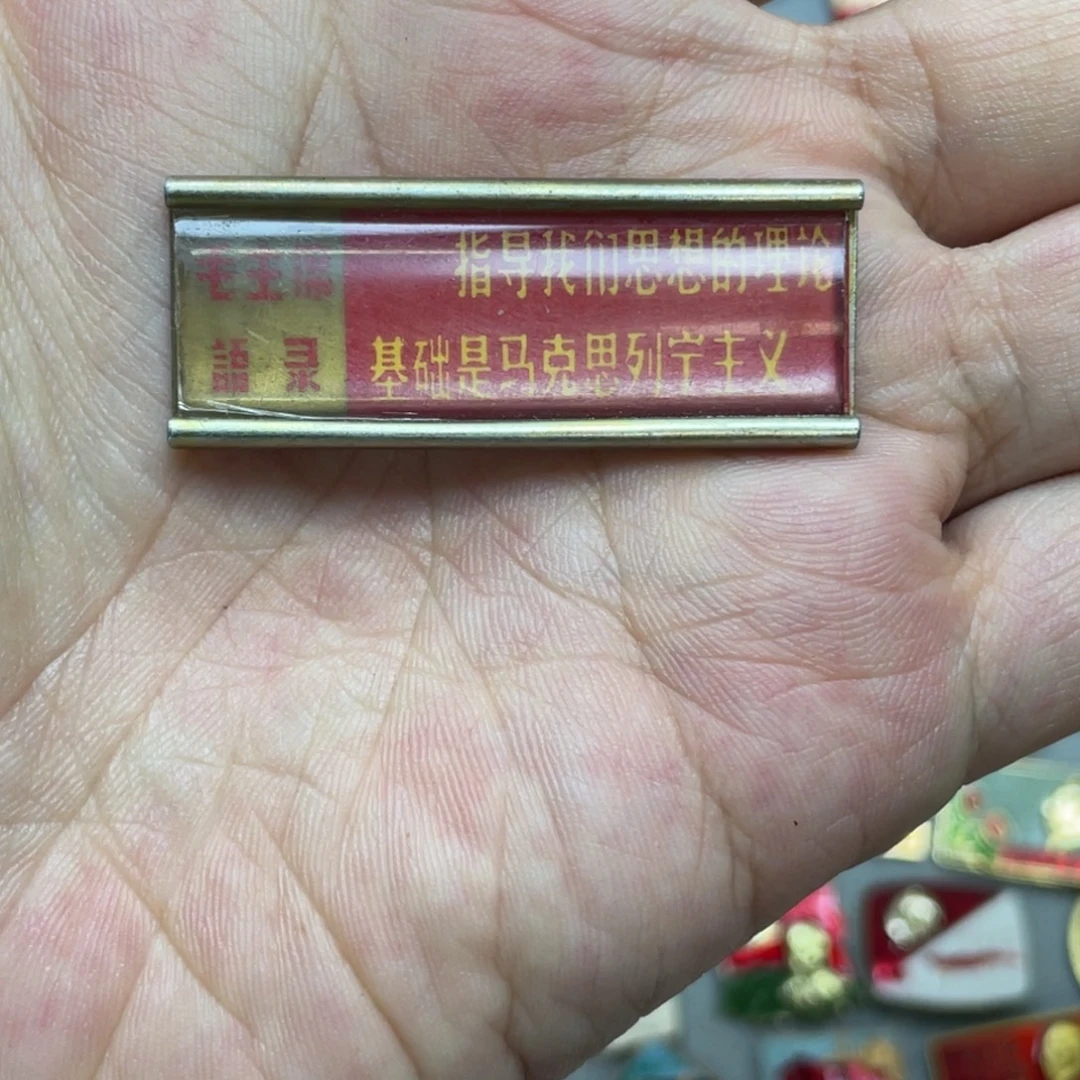 毛主席
語录
指导我们思想的理论
基础是马克思列宁主义